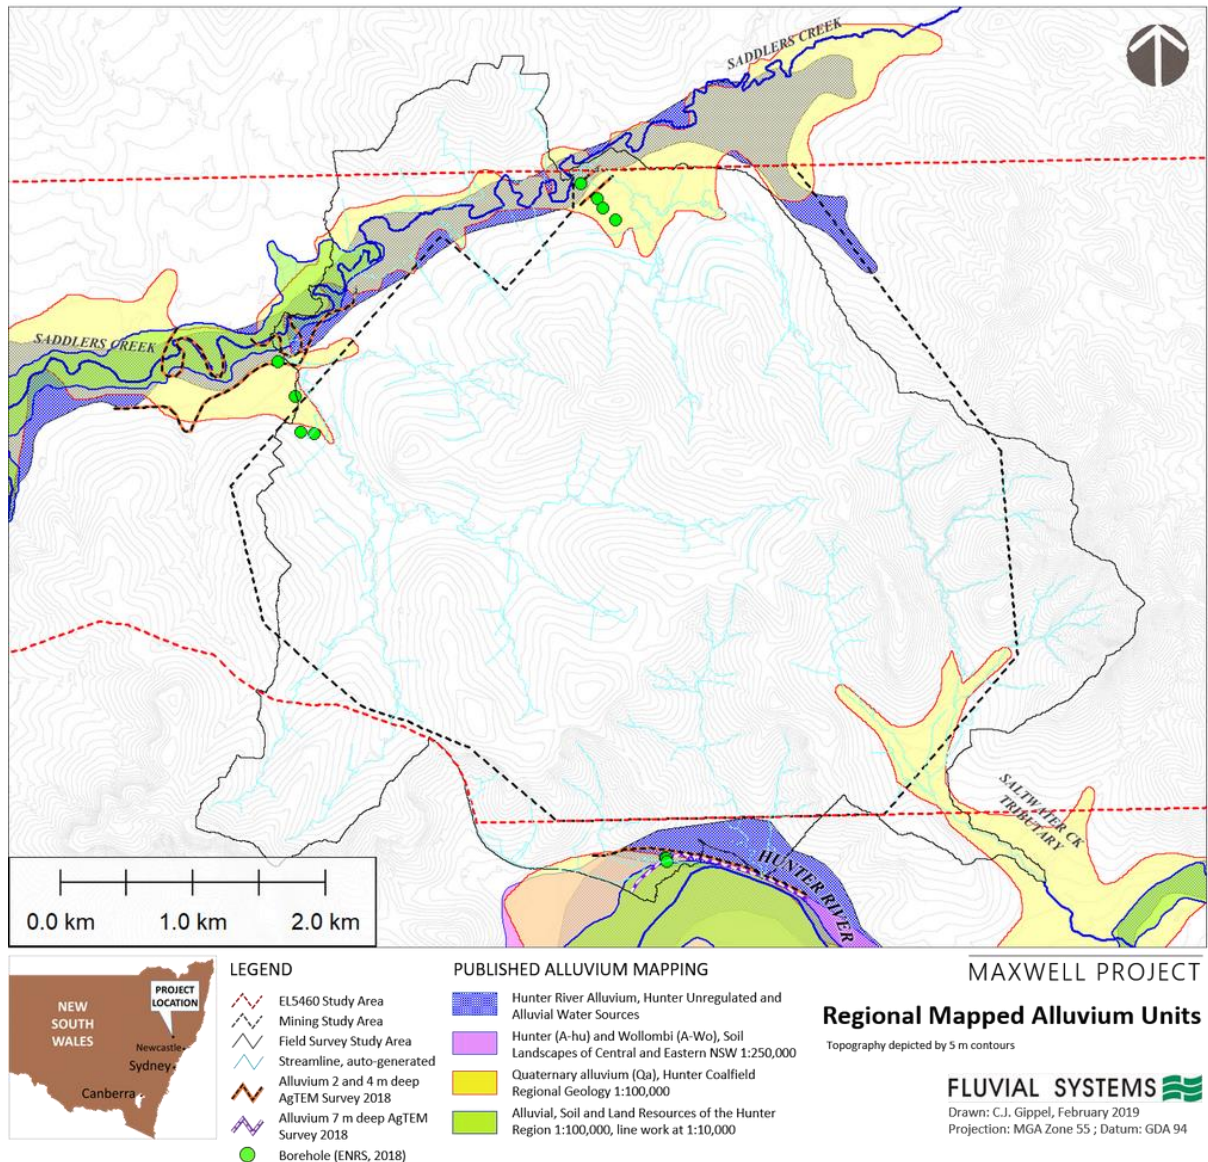 SADDLERS CREEK
SADDLERS CREEK
SALTWATER CK
TRIBUTARY
HUNTER RIVER
0.0 km 1.0 km 2.0 km
NEW
SOUTH
WALES
PROJECT
LOCATION
Newcastle
Sydney
Canberra
LEGEND
EL5460 Study Area
Mining Study Area
Field Survey Study Area
Streamline, auto-generated
Alluvium 2 and 4 m deep
AgTEM Survey 2018
Alluvium 7 m deep AgTEM
Survey 2018
Borehole (ENRS, 2018)
PUBLISHED ALLUVIUM MAPPING
Hunter River Alluvium, Hunter Unregulated and
Alluvial Water Sources
Hunter (A-hu) and Wollombi (A-Wo), Soil
Landscapes of Central and Eastern NSW 1:250,000
Quaternary alluvium (Qa), Hunter Coalfield
Regional Geology 1:100,000
Alluvial, Soil and Land Resources of the Hunter
Region 1:100,000, line work at 1:10,000
MAXWELL PROJECT
Regional Mapped Alluvium Units
Topography depicted by 5 m contours
FLUVIAL SYSTEMS
Drawn: C.J. Gippel, February 2019
Projection: MGA Zone 55 ; Datum: GDA 94